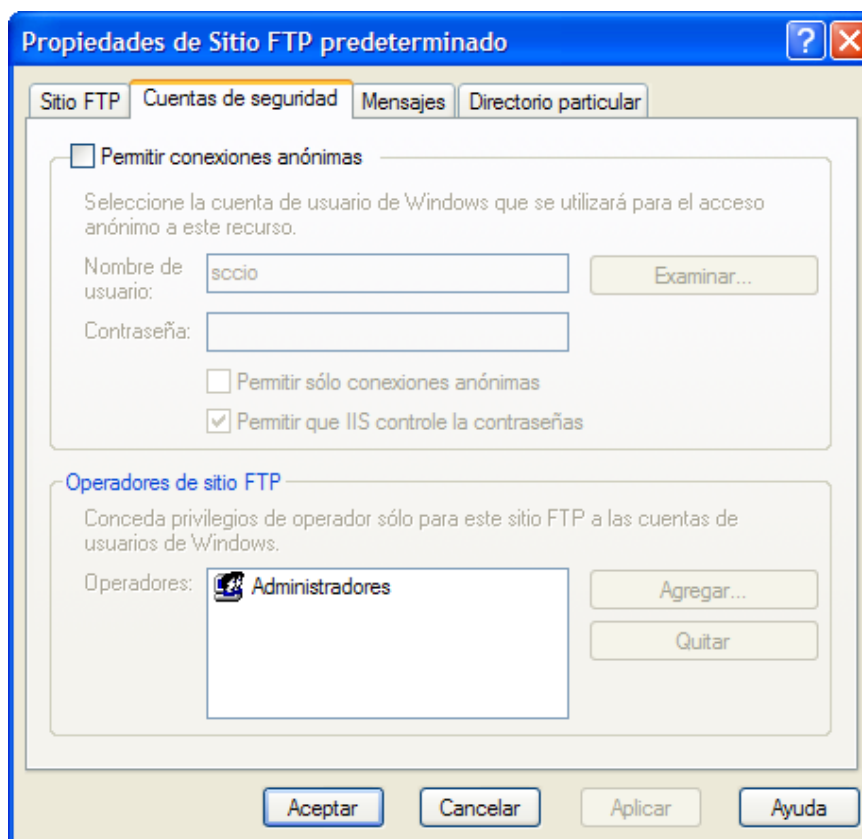 Propiedades de Sitio FTP predeterminado
Sitio FTP
Cuentas de seguridad
Mensajes
Directorio particular
Permitir conexiones anónimas
Seleccione la cuenta de usuario de Windows que se utilizará para el acceso
anónimo a este recurso.
Nombre de
usuario:
sccio
Examinar...
Contraseña:
Permitir sólo conexiones anónimas
Permitir que IIS controle la contraseñas
Operadores de sitio FTP
Conceda privilegios de operador sólo para este sitio FTP a las cuentas de
usuarios de Windows.
Operadores:
Administradores
Agregar...
Quitar
Aceptar
Cancelar
Aplicar
Ayuda